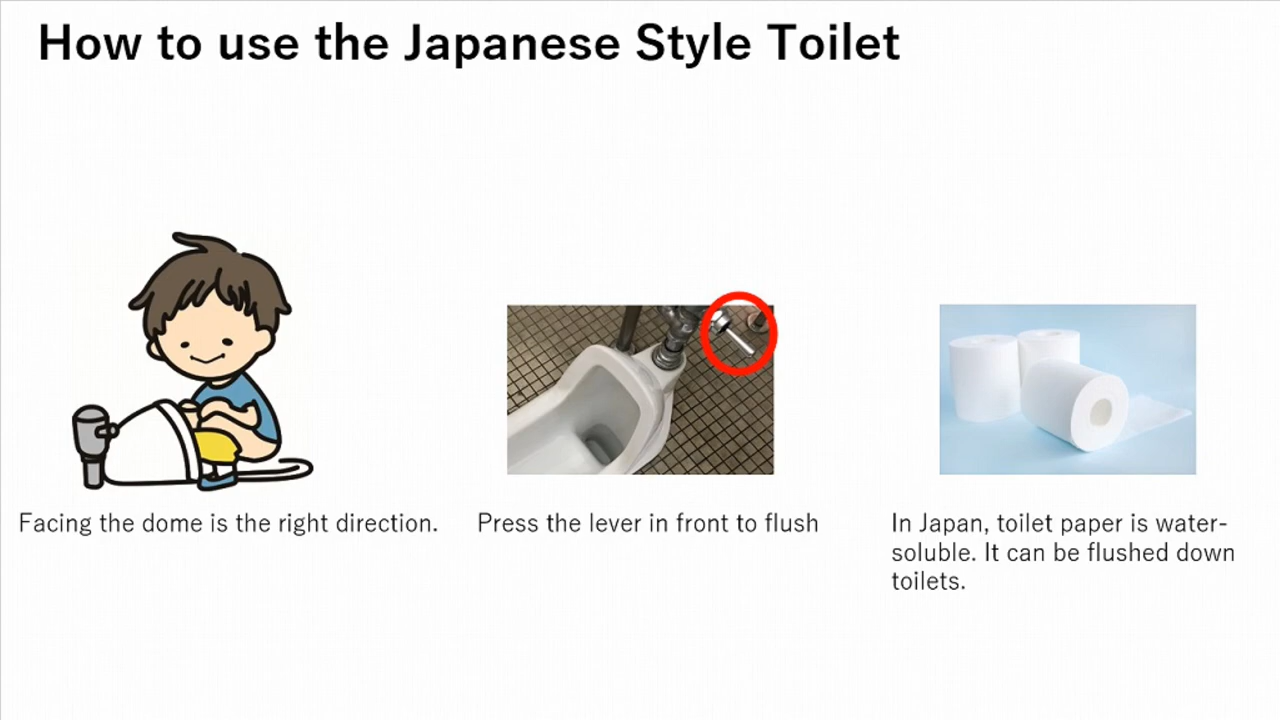 How to use the Japanese Style Toilet
Facing the dome is the right direction.
Press the lever in front to flush
In Japan, toilet paper is water-
soluble. It can be flushed down
toilets.